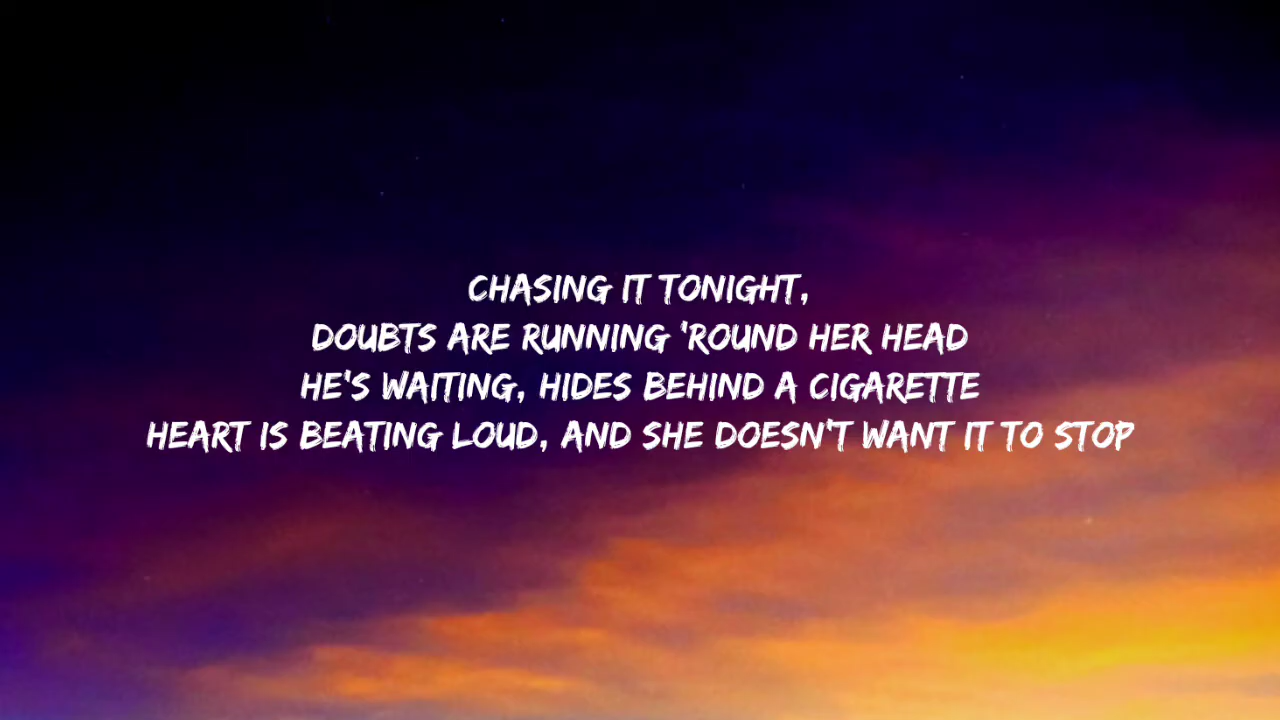 CHASING IT TONIGHT,
DOUBTS ARE RUNNING 'ROUND HER HEAD
HE'S WAITING, HIDES BEHIND A CIGARETTE
HEART IS BEATING LOUD, AND SHE DOESN'T WANT IT TO STOP